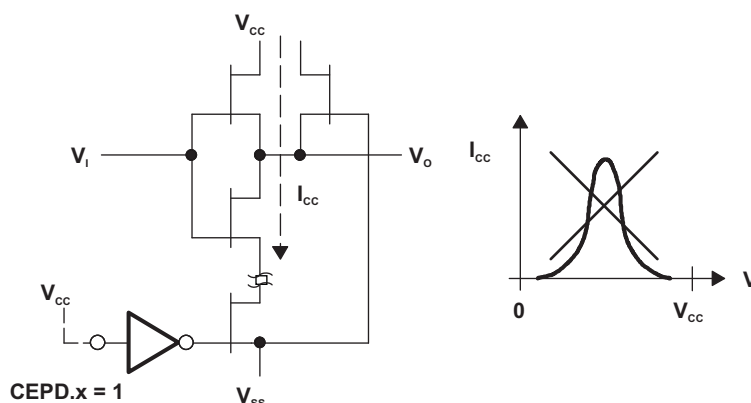 V_CC
V_I
V_O
I_CC
V_CC
CEPD.x = 1
V_SS
I_CC
0
V_CC